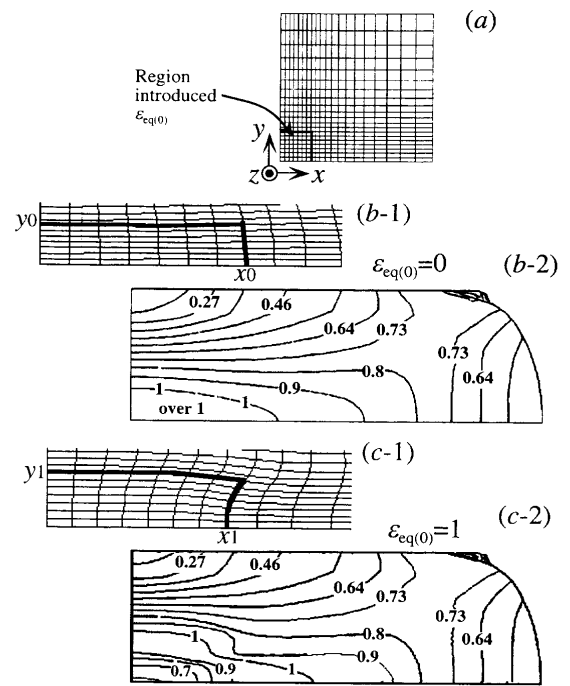 (a)
Region
introduced
εeq(0)
y
z x
(b-1)
y0
x0
εeq(0)=0
(b-2)
0.27 0.46
0.64 0.73
0.73
0.8 0.64
1 0.9
over 1 1
(c-1)
y1
x1
(c-2)
εeq(0)=1
0.27 0.46
0.64
0.73
0.73
1 0.8 0.64
0.7 0.9 1 0.9